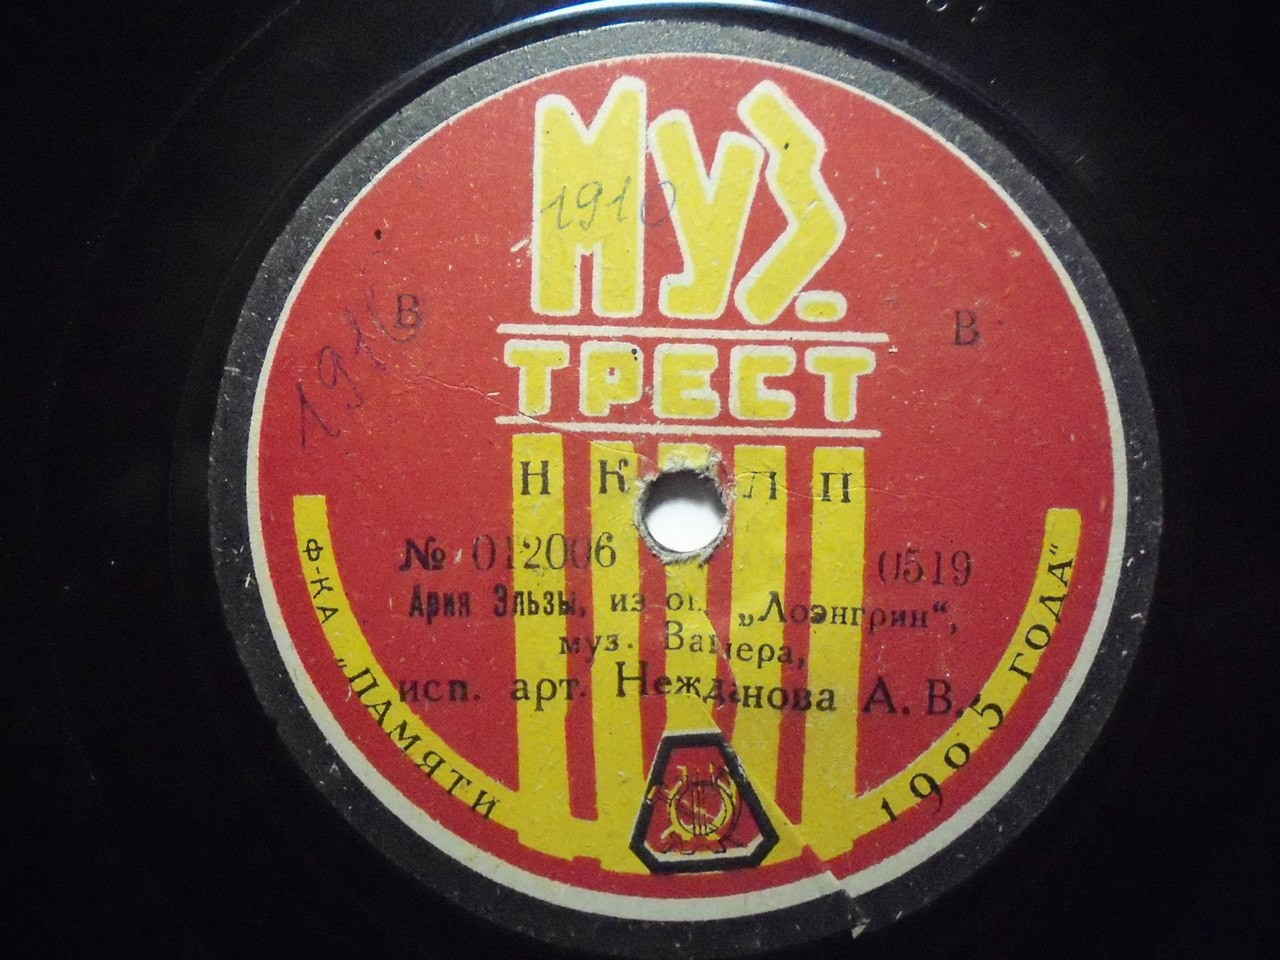 МУЗ.
1910
В В
ТРЕСТ
Н К Л П
№ 012006 0519
Ария Эльзы, из оп. „Лоэнгрин“,
муз. Вагнера,
исп. арт. Нежданова А. В.
Ф-КА „ПАМЯТИ 1905 ГОДА“